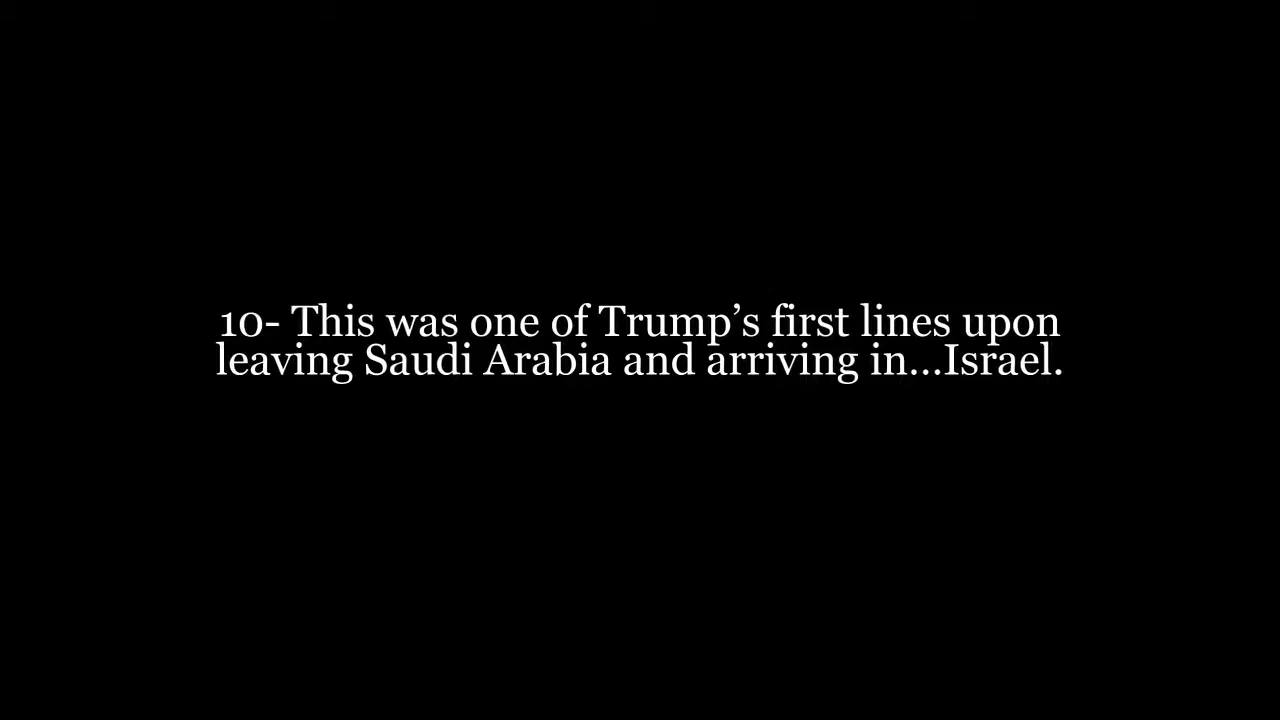 10- This was one of Trump’s first lines upon
leaving Saudi Arabia and arriving in...Israel.